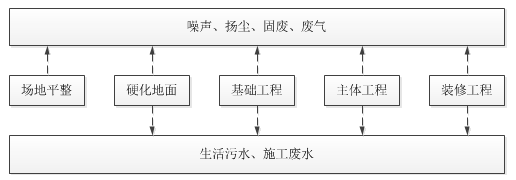 噪声、扬尘、固废、废气
场地平整 硬化地面 基础工程 主体工程 装修工程
生活污水、施工废水